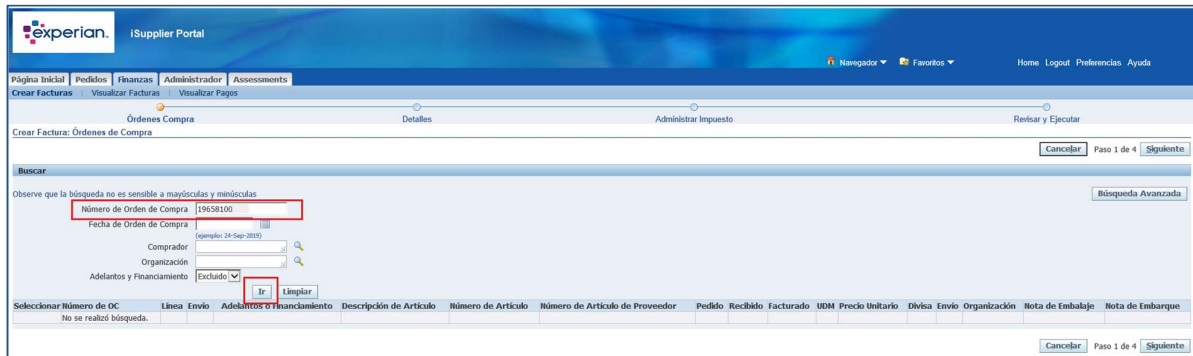 experian. iSupplier Portal
Navegador Favoritos Home Logout Preferencias Ayuda
Página Inicial Pedidos Finanzas Administrador Assessments
Crear Facturas | Visualizar Facturas | Visualizar Pagos
Órdenes Compra Detalles Administrar Impuesto Revisar y Ejecutar
Crear Factura: Órdenes de Compra
Cancelar Paso 1 de 4 Siguiente
Buscar
Observe que la búsqueda no es sensible a mayúsculas y minúsculas
Búsqueda Avanzada
Número de Orden de Compra 19658100
Fecha de Orden de Compra
(ejemplo: 24-Sep-2019)
Comprador
Organización
Adelantos y Financiamiento Excluido
Ir Limpiar
Seleccionar Número de OC Línea Envío Adelantos o Financiamiento Descripción de Artículo Número de Artículo Número de Artículo de Proveedor Pedido Recibido Facturado UDM Precio Unitario Divisa Envío Organización Nota de Embalaje Nota de Embarque
No se realizó búsqueda.
Cancelar Paso 1 de 4 Siguiente